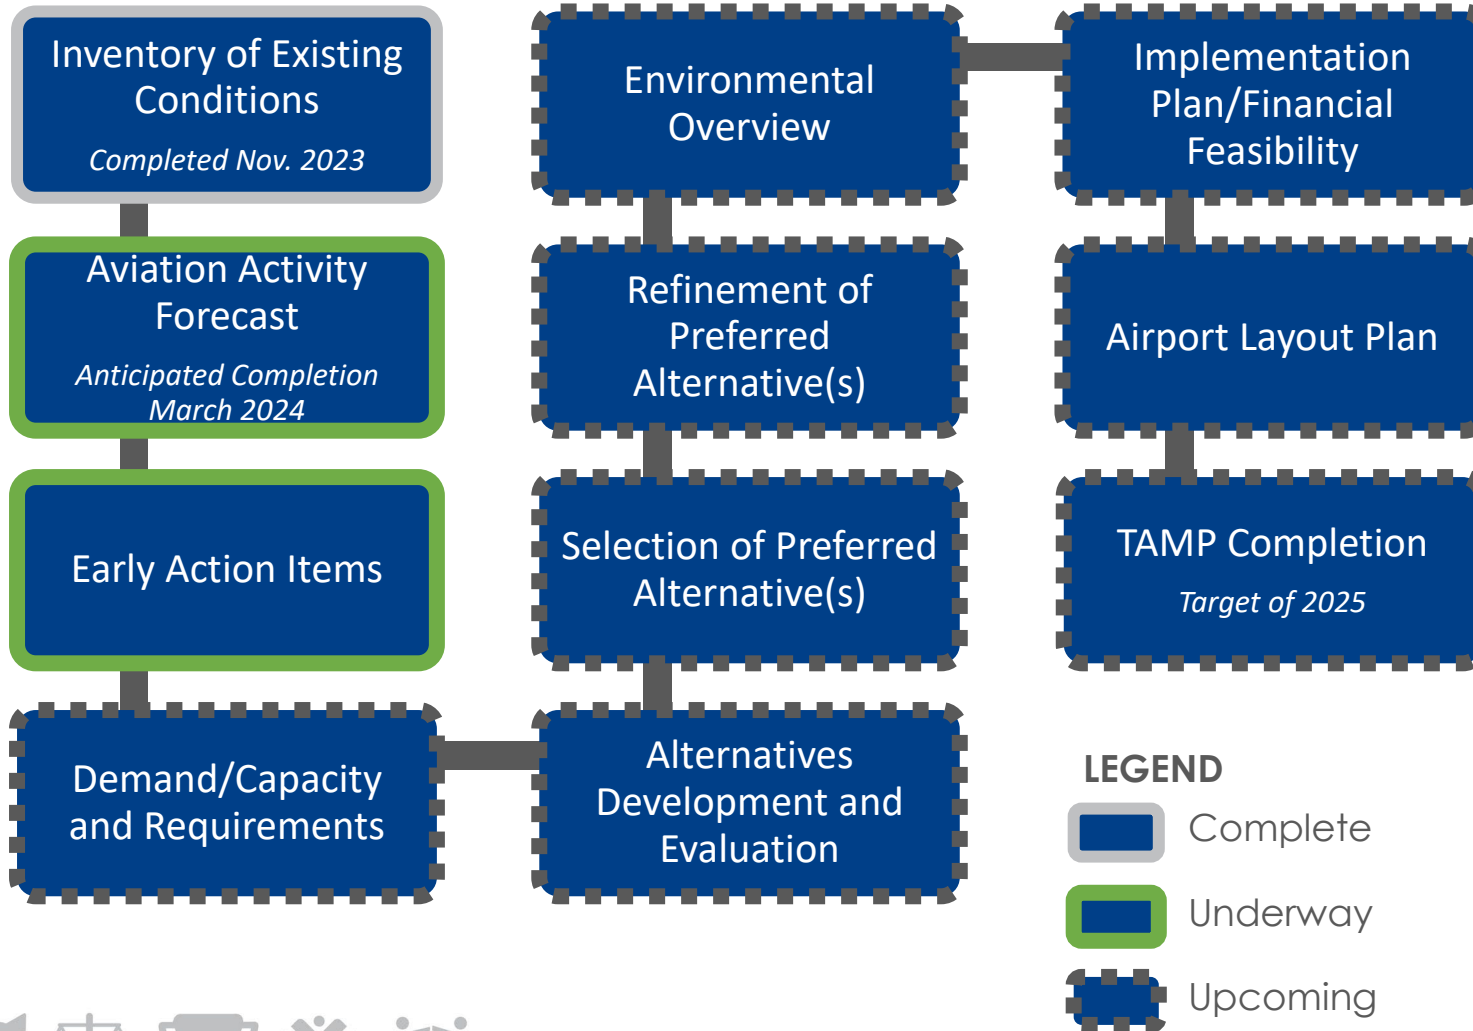 Inventory of Existing
Conditions
Completed Nov. 2023
Aviation Activity
Forecast
Anticipated Completion
March 2024
Early Action Items
Demand/Capacity
and Requirements
Alternatives
Development and
Evaluation
Selection of Preferred
Alternative(s)
Refinement of
Preferred
Alternative(s)
Environmental
Overview
Implementation
Plan/Financial
Feasibility
Airport Layout Plan
TAMP Completion
Target of 2025
LEGEND
Complete
Underway
Upcoming